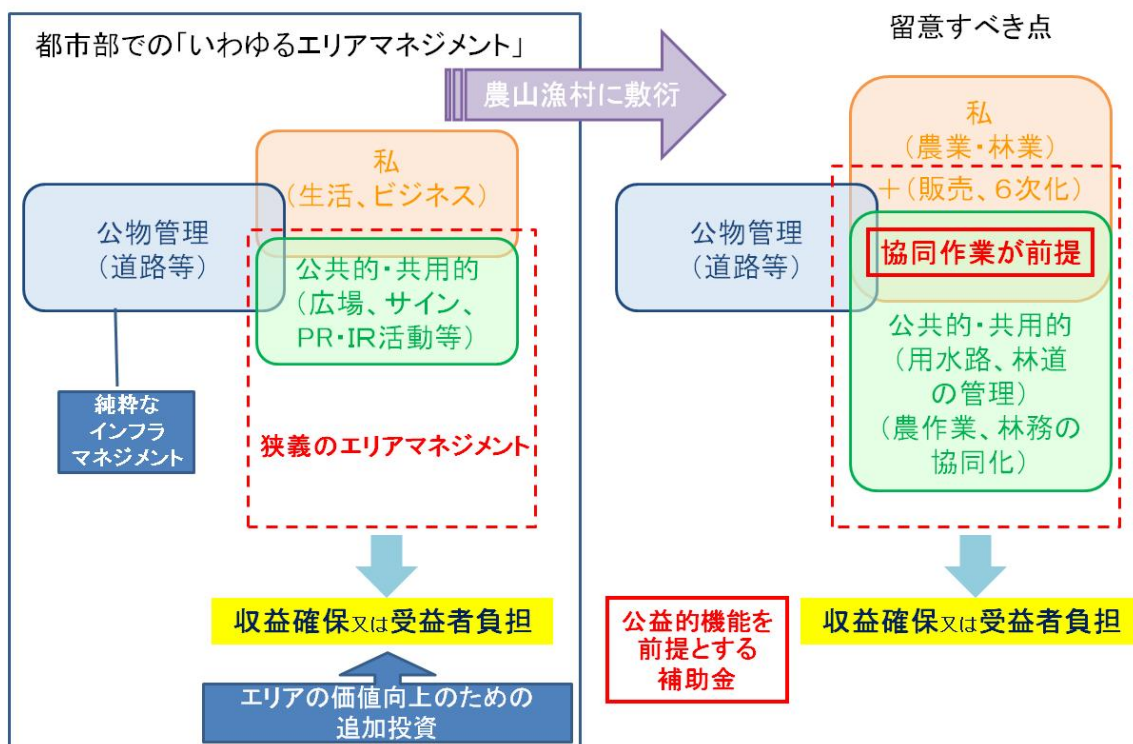 都市部での「いわゆるエリアマネジメント」
農山漁村に敷衍
私
(生活、ビジネス)
公物管理
(道路等)
公共的・共用的
(広場、サイン、
PR・IR活動等)
純粋な
インフラ
マネジメント
狭義のエリアマネジメント
収益確保又は受益者負担
エリアの価値向上のための
追加投資
留意すべき点
私
(農業・林業)
+(販売、6次化)
公物管理
(道路等)
協同作業が前提
公共的・共用的
(用水路、林道
の管理)
(農作業、林務の
協同化)
公益的機能を
前提とする
補助金
収益確保又は受益者負担